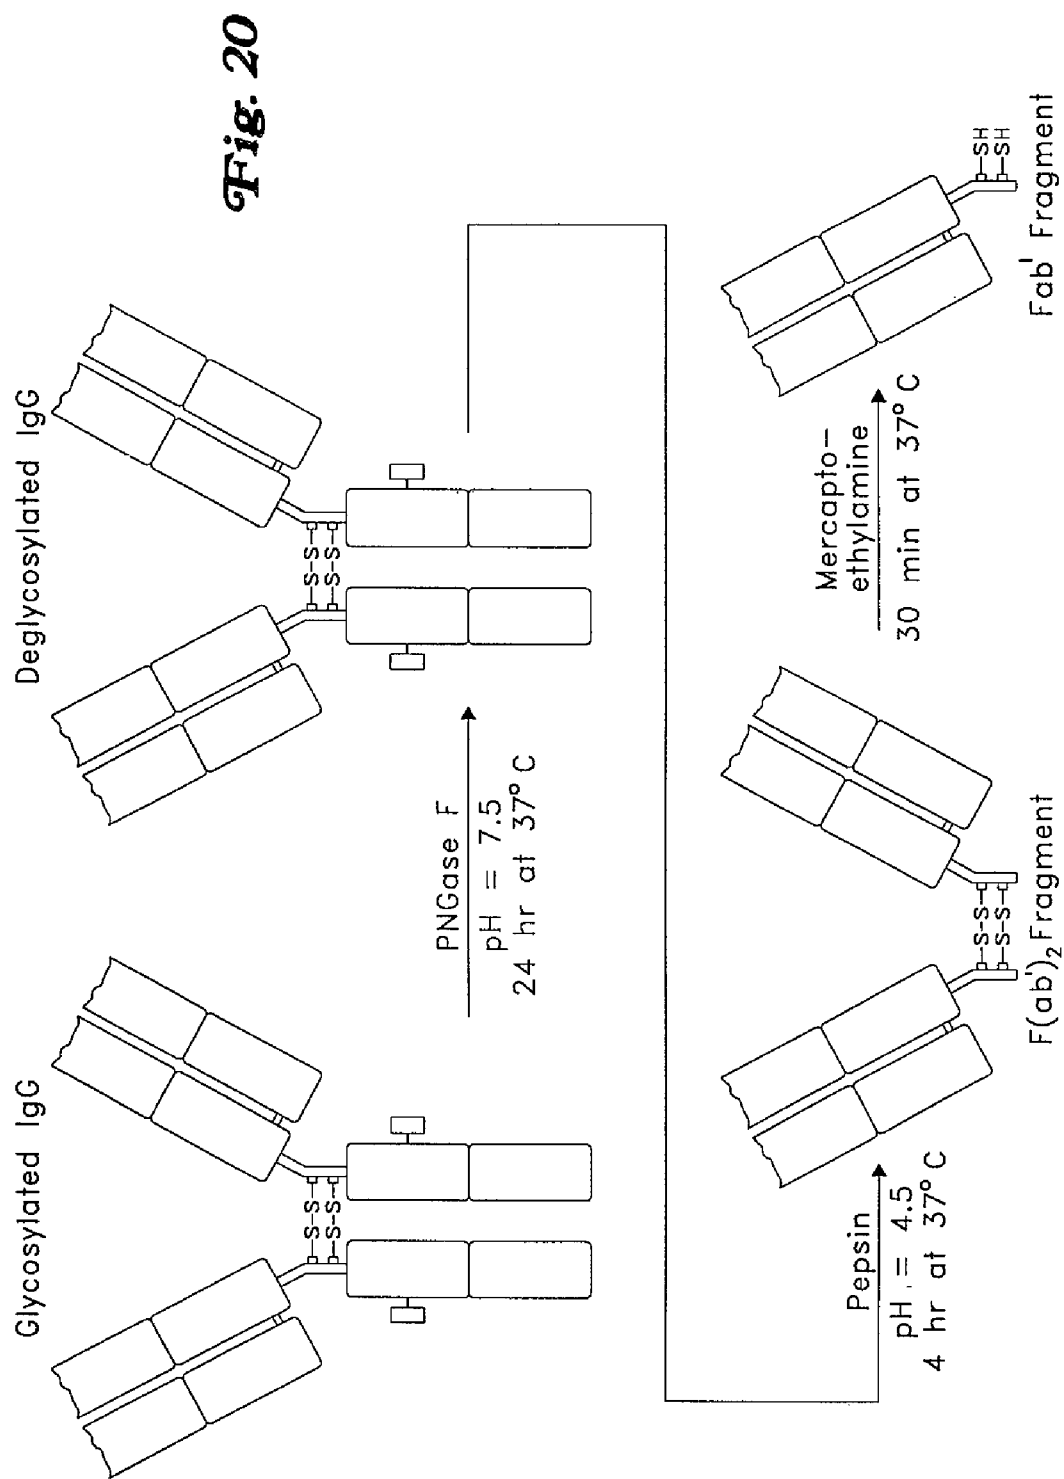 Fig. 20
Glycosylated IgG
S-S
S-S
PNGase F
pH = 7.5
24 hr at 37°C
Deglycosylated IgG
S-S
S-S
Pepsin
pH = 4.5
4 hr at 37°C
S-S
S-S
F(ab')2 Fragment
Mercapto-
ethylamine
30 min at 37°C
SH
SH
Fab' Fragment